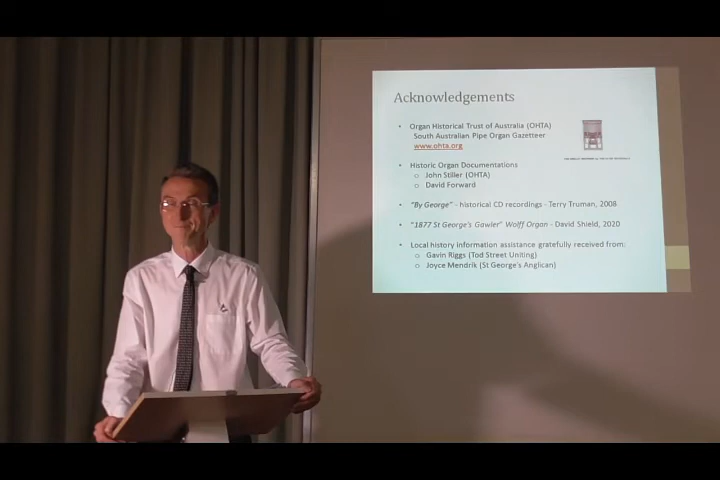 Acknowledgements
• Organ Historical Trust of Australia (OHTA)
South Australian Pipe Organ Gazetteer
www.ohta.org
• Historic Organ Documentations
o John Stiller (OHTA)
o David Forward
• "By George" - historical CD recordings - Terry Truman, 2008
• "1877 St George's Gawler" Wolff Organ - David Shield, 2020
• Local history information assistance gratefully received from:
o Gavin Riggs (Tod Street Uniting)
o Joyce Mendrik (St George's Anglican)